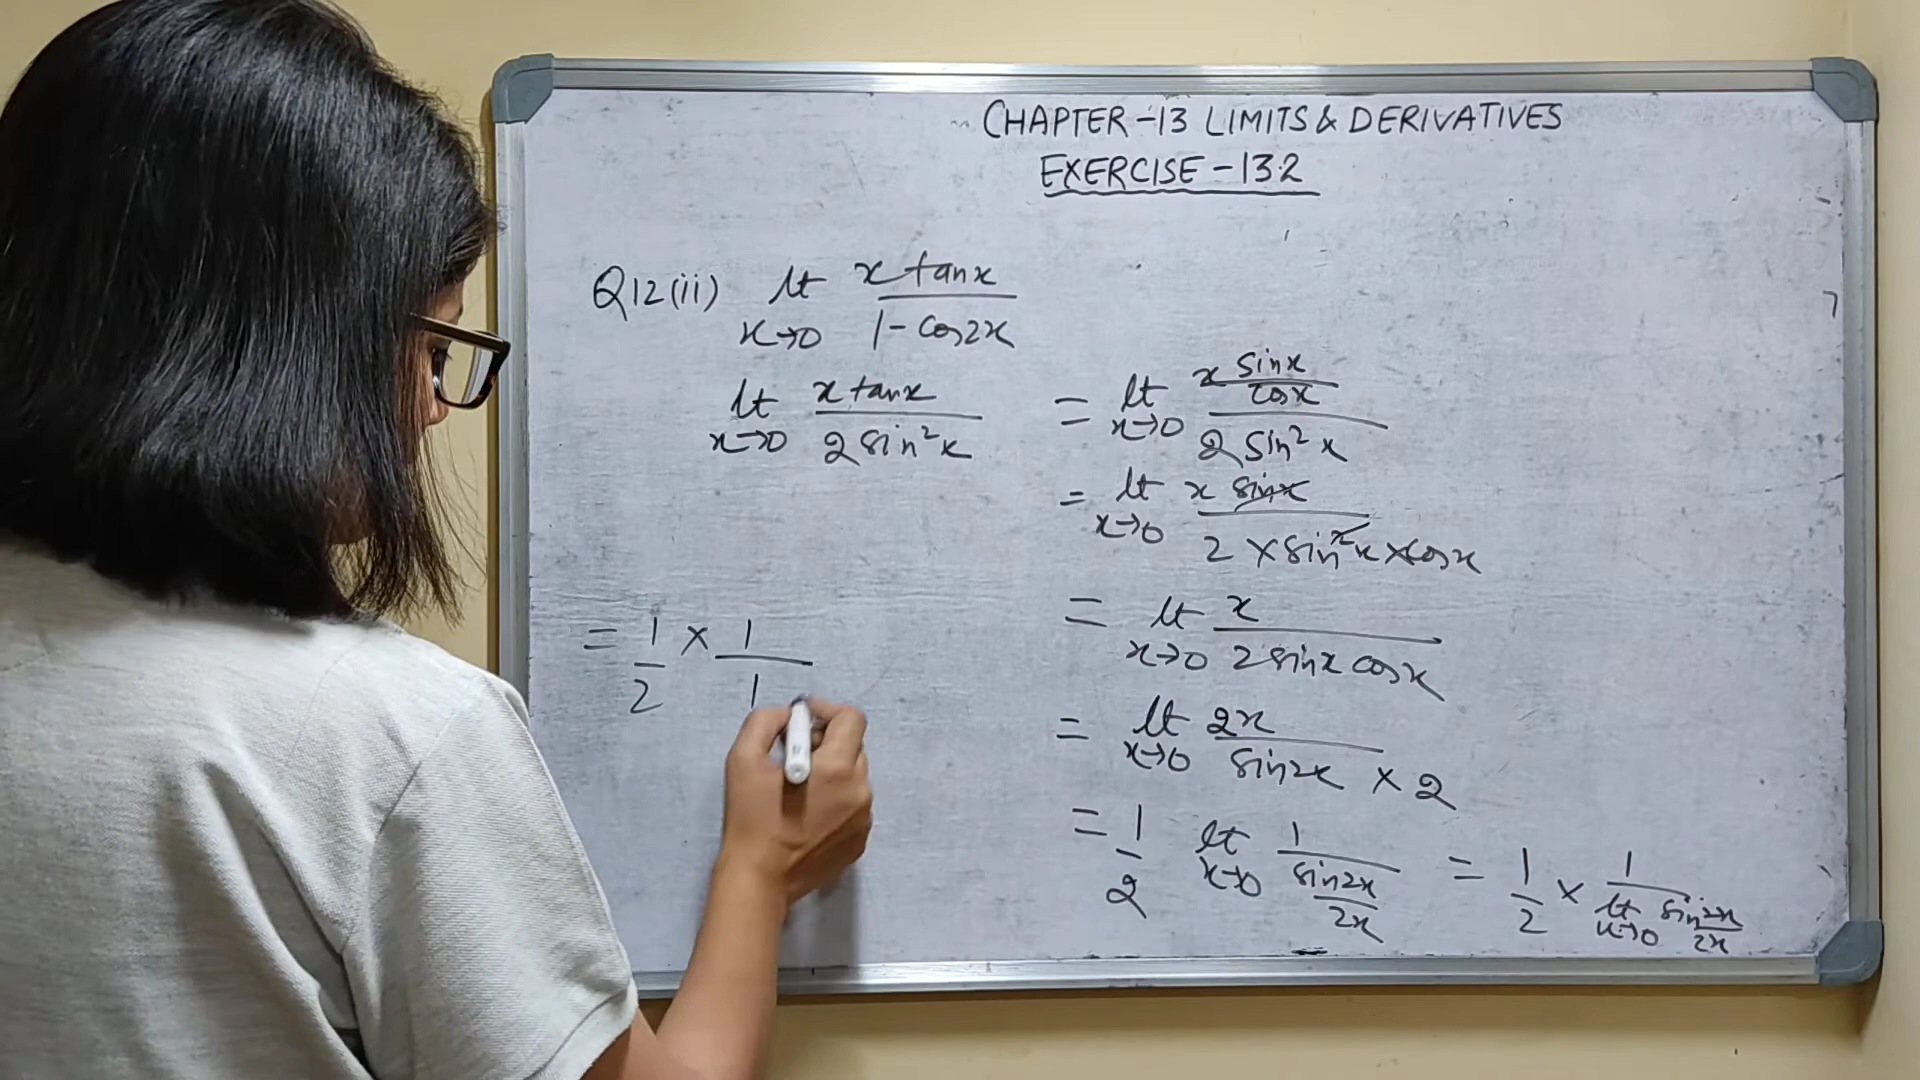 CHAPTER-13 LIMITS & DERIVATIVES
EXERCISE-13.2
Q12(ii) lt x→0 x tanx / 1-cos2x
lt x→0 x tanx / 2 sin²x
= lt x→0 x sinx/cosx / 2 sin²x
= lt x→0 x sinx / 2 × sin²x × cosx
= lt x→0 x / 2 sinx cosx
= lt x→0 2x / sin2x × 2
= 1/2 lt x→0 1 / sin2x/2x = 1/2 × 1 / lt x→0 sin2x/2x
= 1/2 × 1/1